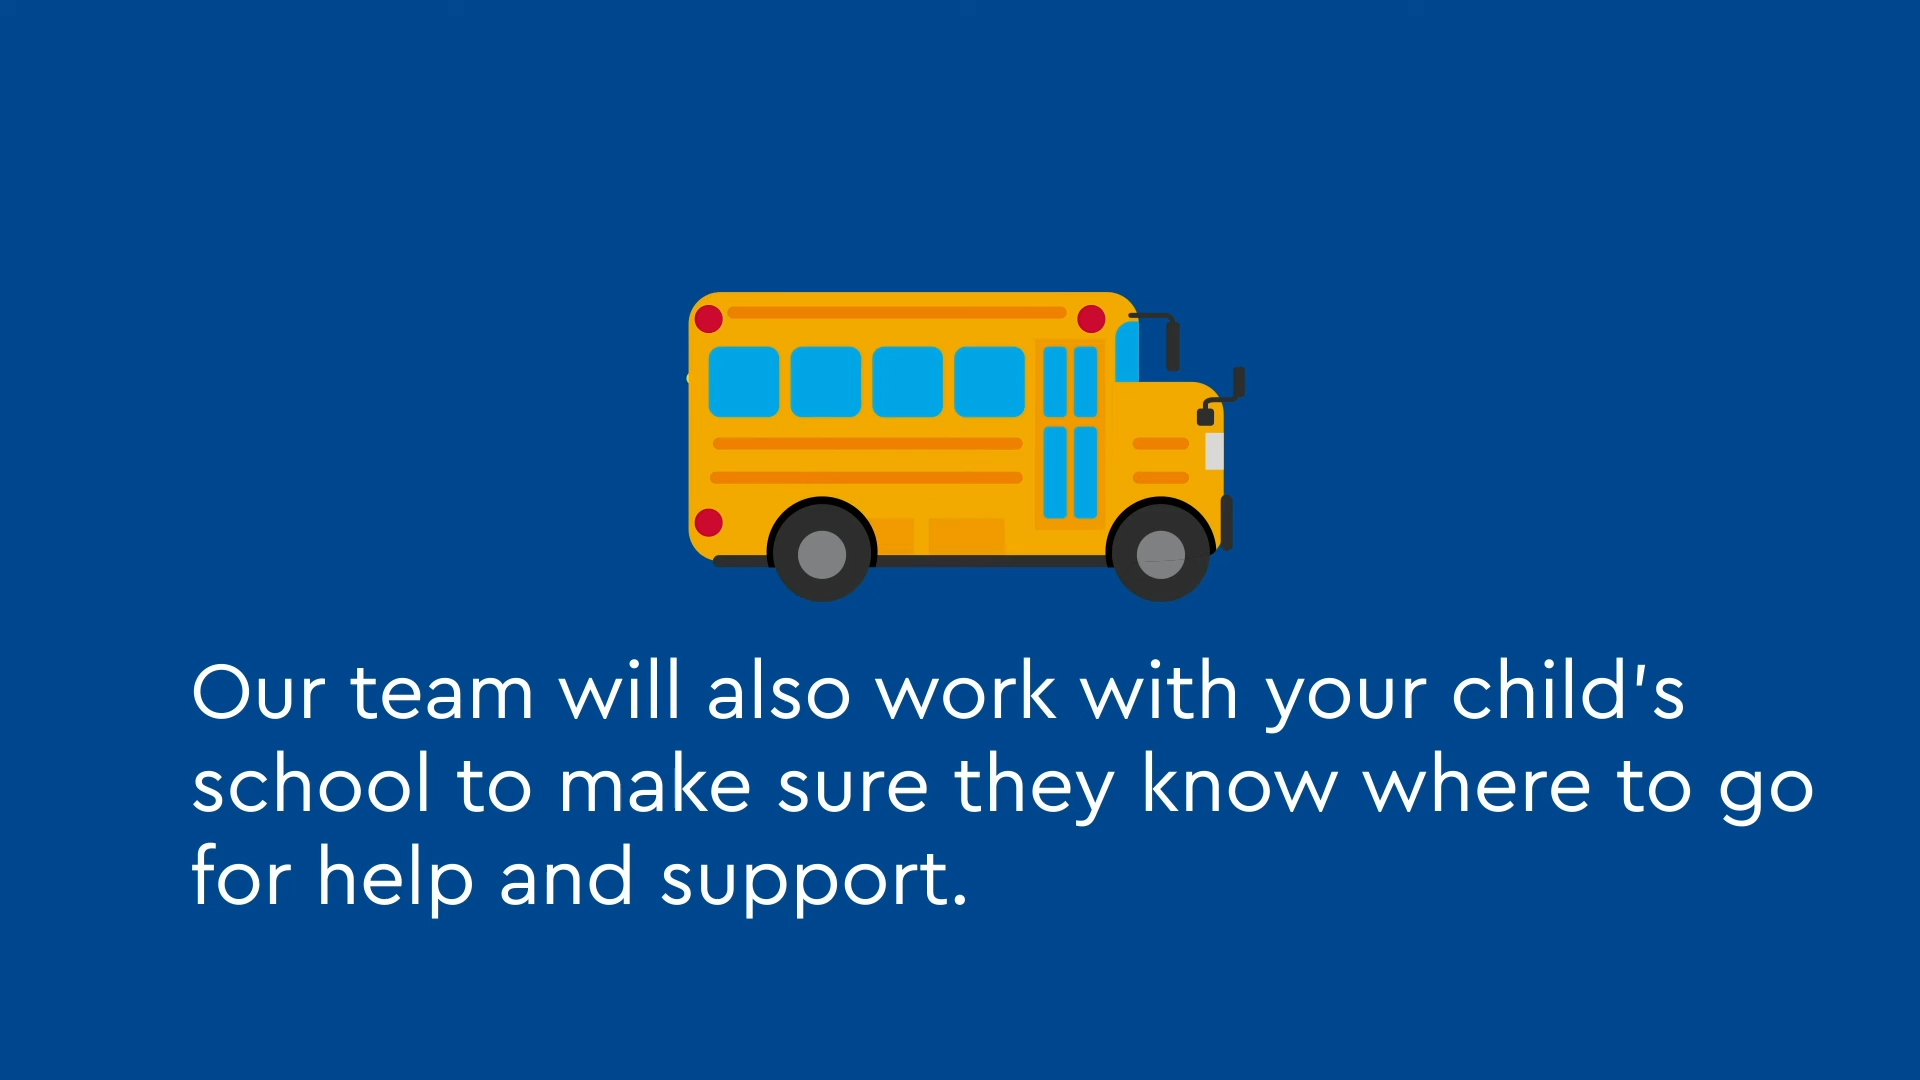 Our team will also work with your child's
school to make sure they know where to go
for help and support.